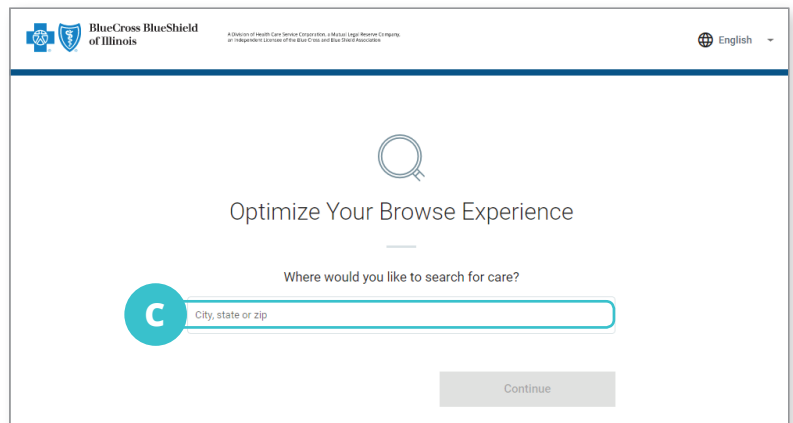 BlueCross BlueShield
of Illinois
A Division of Health Care Service Corporation, a Mutual Legal Reserve Company,
an Independent Licensee of the Blue Cross and Blue Shield Association
English
Optimize Your Browse Experience
Where would you like to search for care?
C
City, state or zip
Continue